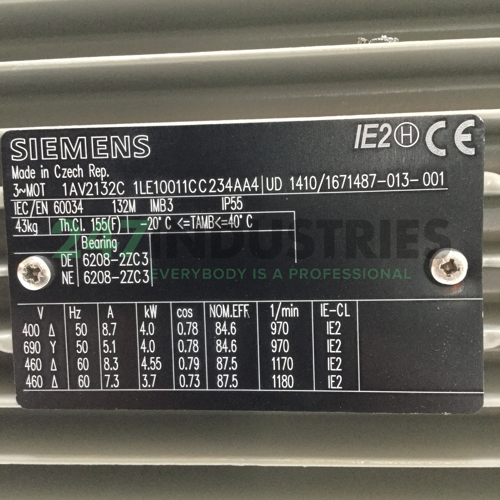 SIEMENS IE2 H CE
Made in Czech Rep.
3~MOT 1AV2132C 1LE10011CC234AA4 UD 1410/1671487-013-001
IEC/EN 60034 132M IMB3 IP55
43kg Th.Cl. 155(F) -20°C <=TAMB<=40°C
Bearing
DE 6208-2ZC3
NE 6208-2ZC3
247INDUSTRIES
EVERYBODY IS A PROFESSIONAL
V Hz A kW cos NOM.EFF 1/min IE-CL
400 Δ 50 8.7 4.0 0.78 84.6 970 IE2
690 Y 50 5.1 4.0 0.78 84.6 970 IE2
460 Δ 60 8.3 4.55 0.79 87.5 1170 IE2
460 Δ 60 7.3 3.7 0.73 87.5 1180 IE2